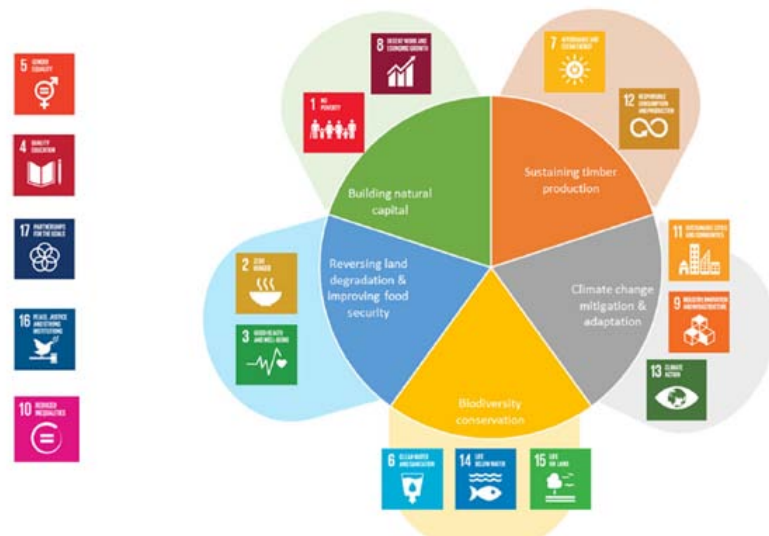 5 GENDER
EQUALITY
4 QUALITY
EDUCATION
17 PARTNERSHIPS
FOR THE GOALS
16 PEACE, JUSTICE
AND STRONG
INSTITUTIONS
10 REDUCED
INEQUALITIES
8 DECENT WORK AND
ECONOMIC GROWTH
1 NO
POVERTY
7 AFFORDABLE AND
CLEAN ENERGY
12 RESPONSIBLE
CONSUMPTION
AND PRODUCTION
Building natural
capital
Sustaining timber
production
2 ZERO
HUNGER
3 GOOD HEALTH
AND WELL-BEING
Reversing land
degradation &
improving food
security
Climate change
mitigation &
adaptation
11 SUSTAINABLE CITIES
AND COMMUNITIES
9 INDUSTRY, INNOVATION
AND INFRASTRUCTURE
13 CLIMATE
ACTION
Biodiversity
conservation
6 CLEAN WATER
AND SANITATION
14 LIFE
BELOW WATER
15 LIFE
ON LAND